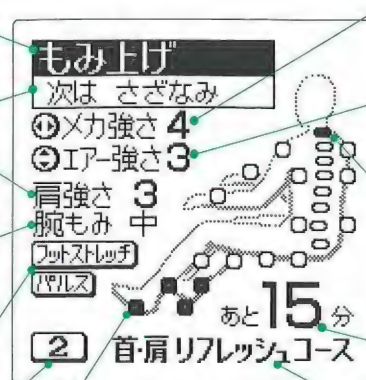 もみ上げ
次は さざなみ
メカ強さ 4
エアー強さ 3
肩強さ 3
腕もみ 中
フットストレッチ
パルス
あと15分
2 首・肩リフレッシュコース